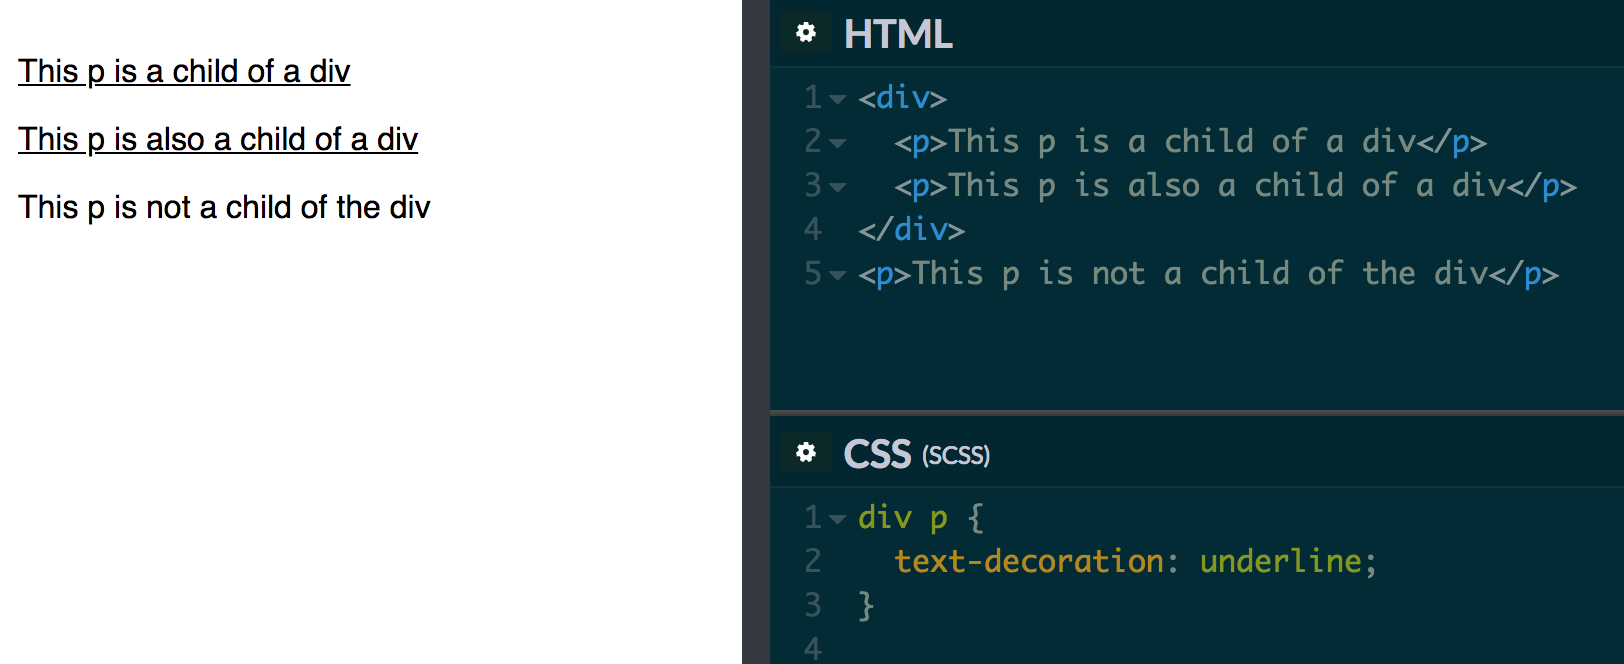 This p is a child of a div
This p is also a child of a div
This p is not a child of the div
HTML
1 <div>
2   <p>This p is a child of a div</p>
3   <p>This p is also a child of a div</p>
4 </div>
5 <p>This p is not a child of the div</p>
CSS (SCSS)
1 div p {
2   text-decoration: underline;
3 }
4